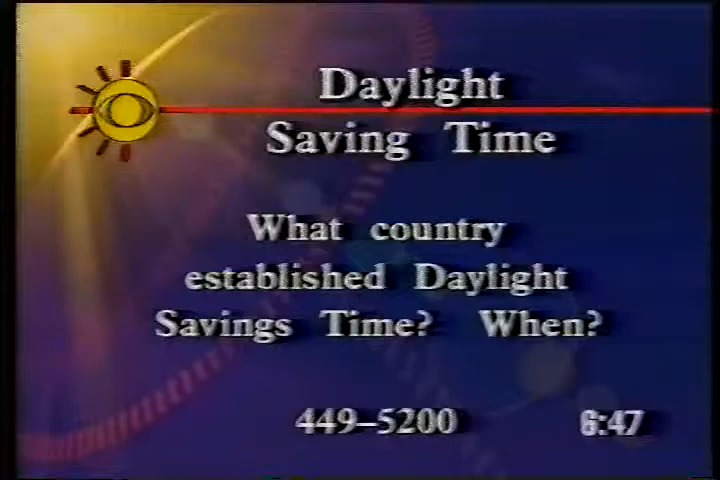 Daylight
Saving Time
What country
established Daylight
Savings Time? When?
449-5200
6:47